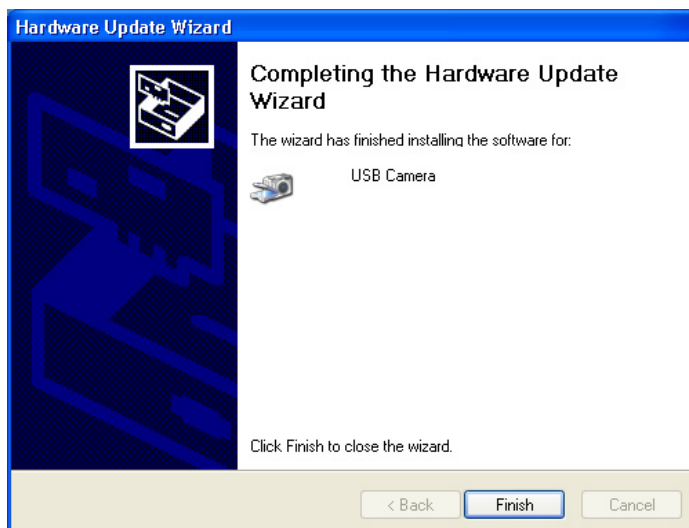 Hardware Update Wizard
Completing the Hardware Update
Wizard
The wizard has finished installing the software for:
USB Camera
Click Finish to close the wizard.
< Back Finish Cancel